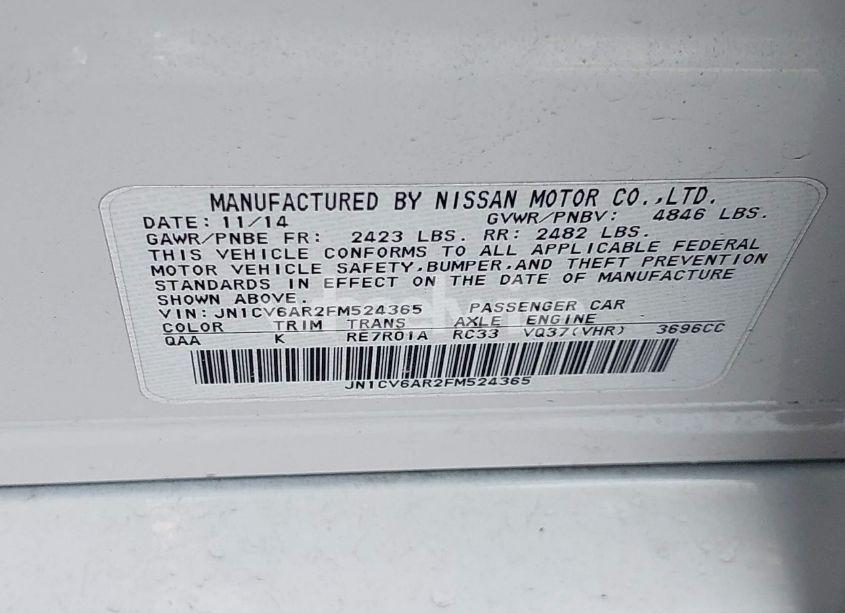 MANUFACTURED BY NISSAN MOTOR CO.,LTD.
DATE: 11/14 GVWR/PNBV: 4846 LBS.
GAWR/PNBE FR: 2423 LBS. RR: 2482 LBS.
THIS VEHICLE CONFORMS TO ALL APPLICABLE FEDERAL
MOTOR VEHICLE SAFETY,BUMPER,AND THEFT PREVENTION
STANDARDS IN EFFECT ON THE DATE OF MANUFACTURE
SHOWN ABOVE.
VIN: JN1CV6AR2FM524365 PASSENGER CAR
COLOR TRIM TRANS AXLE ENGINE
QAA K RE7R01A RC33 VQ37(VHR) 3696CC
JN1CV6AR2FM524365